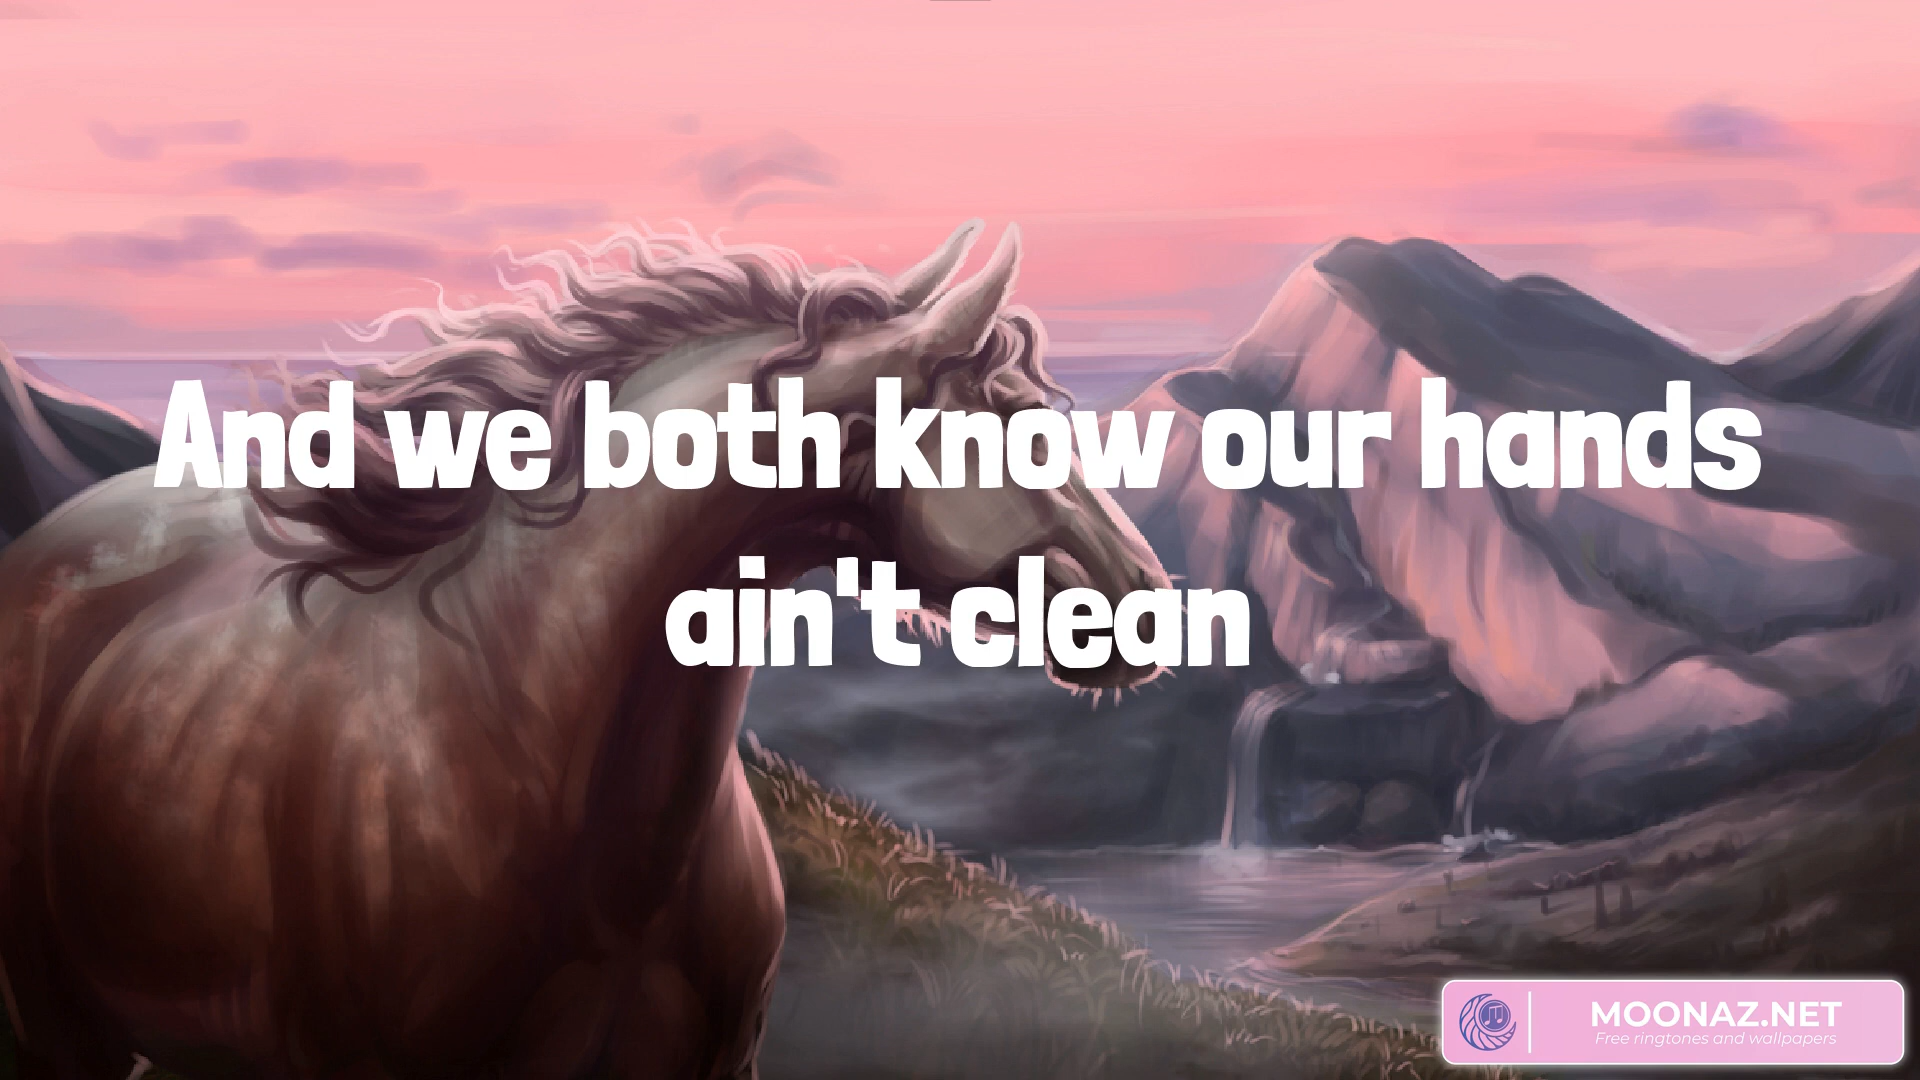 And we both know our hands
ain't clean
MOONAZ.NET
Free ringtones and wallpapers